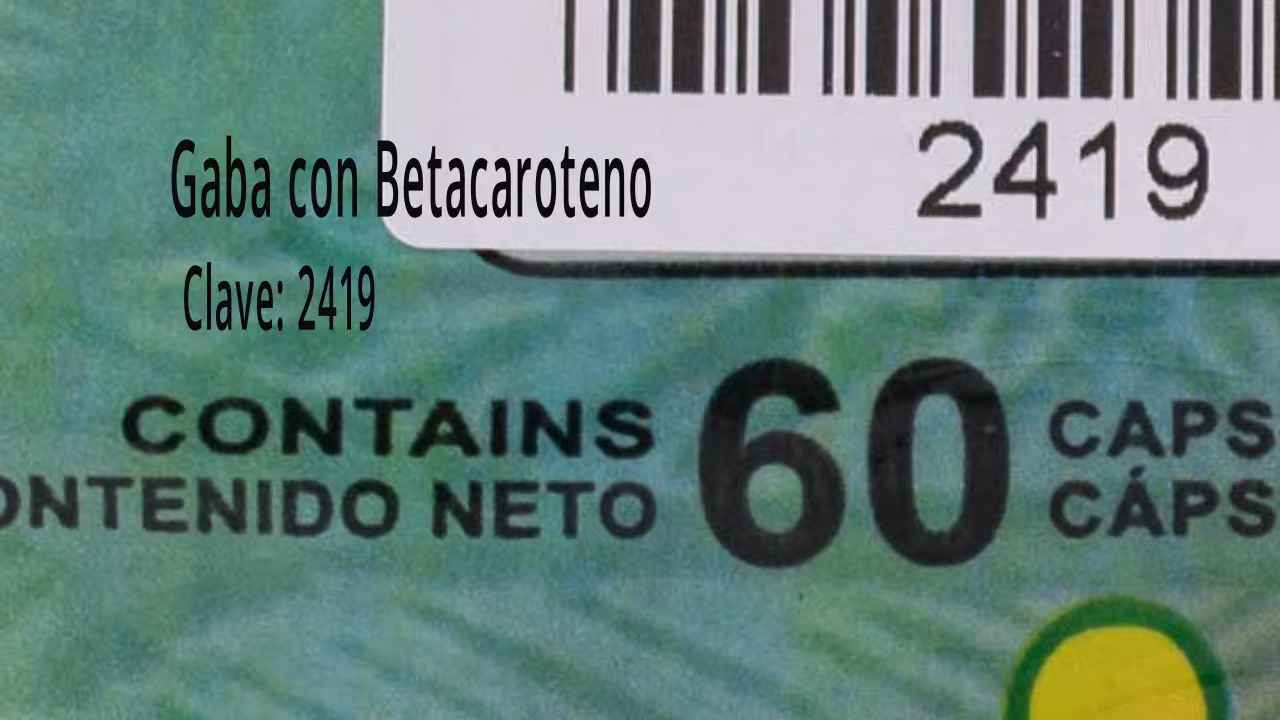 2419
Gaba con Betacaroteno
Clave: 2419
CONTAINS 60 CAPS
ONTENIDO NETO CÁPS